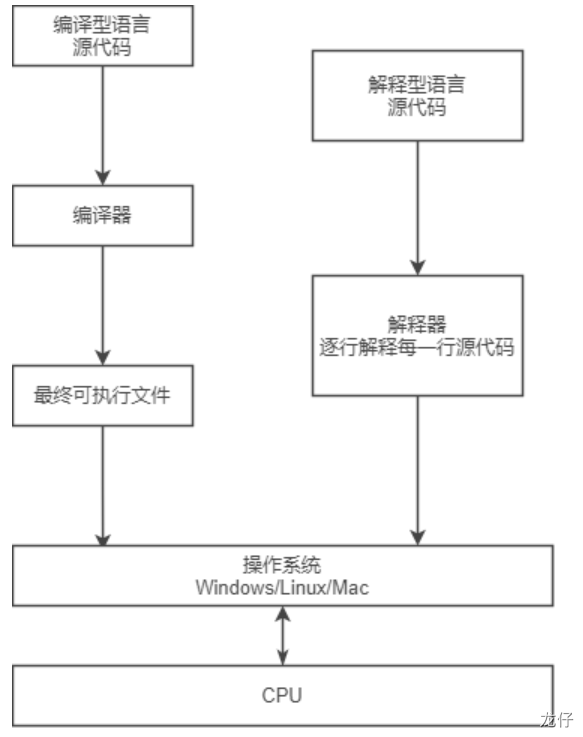 编译型语言
源代码
解释型语言
源代码
编译器
解释器
逐行解释每一行源代码
最终可执行文件
操作系统
Windows/Linux/Mac
CPU
龙仔